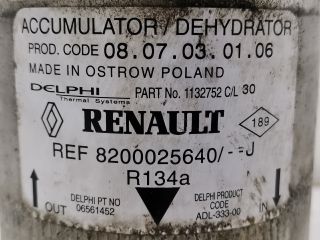 ACCUMULATOR / DEHYDRATOR
PROD. CODE 08.07.03.01.06
MADE IN OSTROW POLAND
DELPHI PART No. 1132752 C/L 30
Thermal Systems
RENAULT 189
REF 8200025640/--J
R134a
DELPHI PT NO
06561452
DELPHI PRODUCT
CODE
ADL-333-00
OUT IN